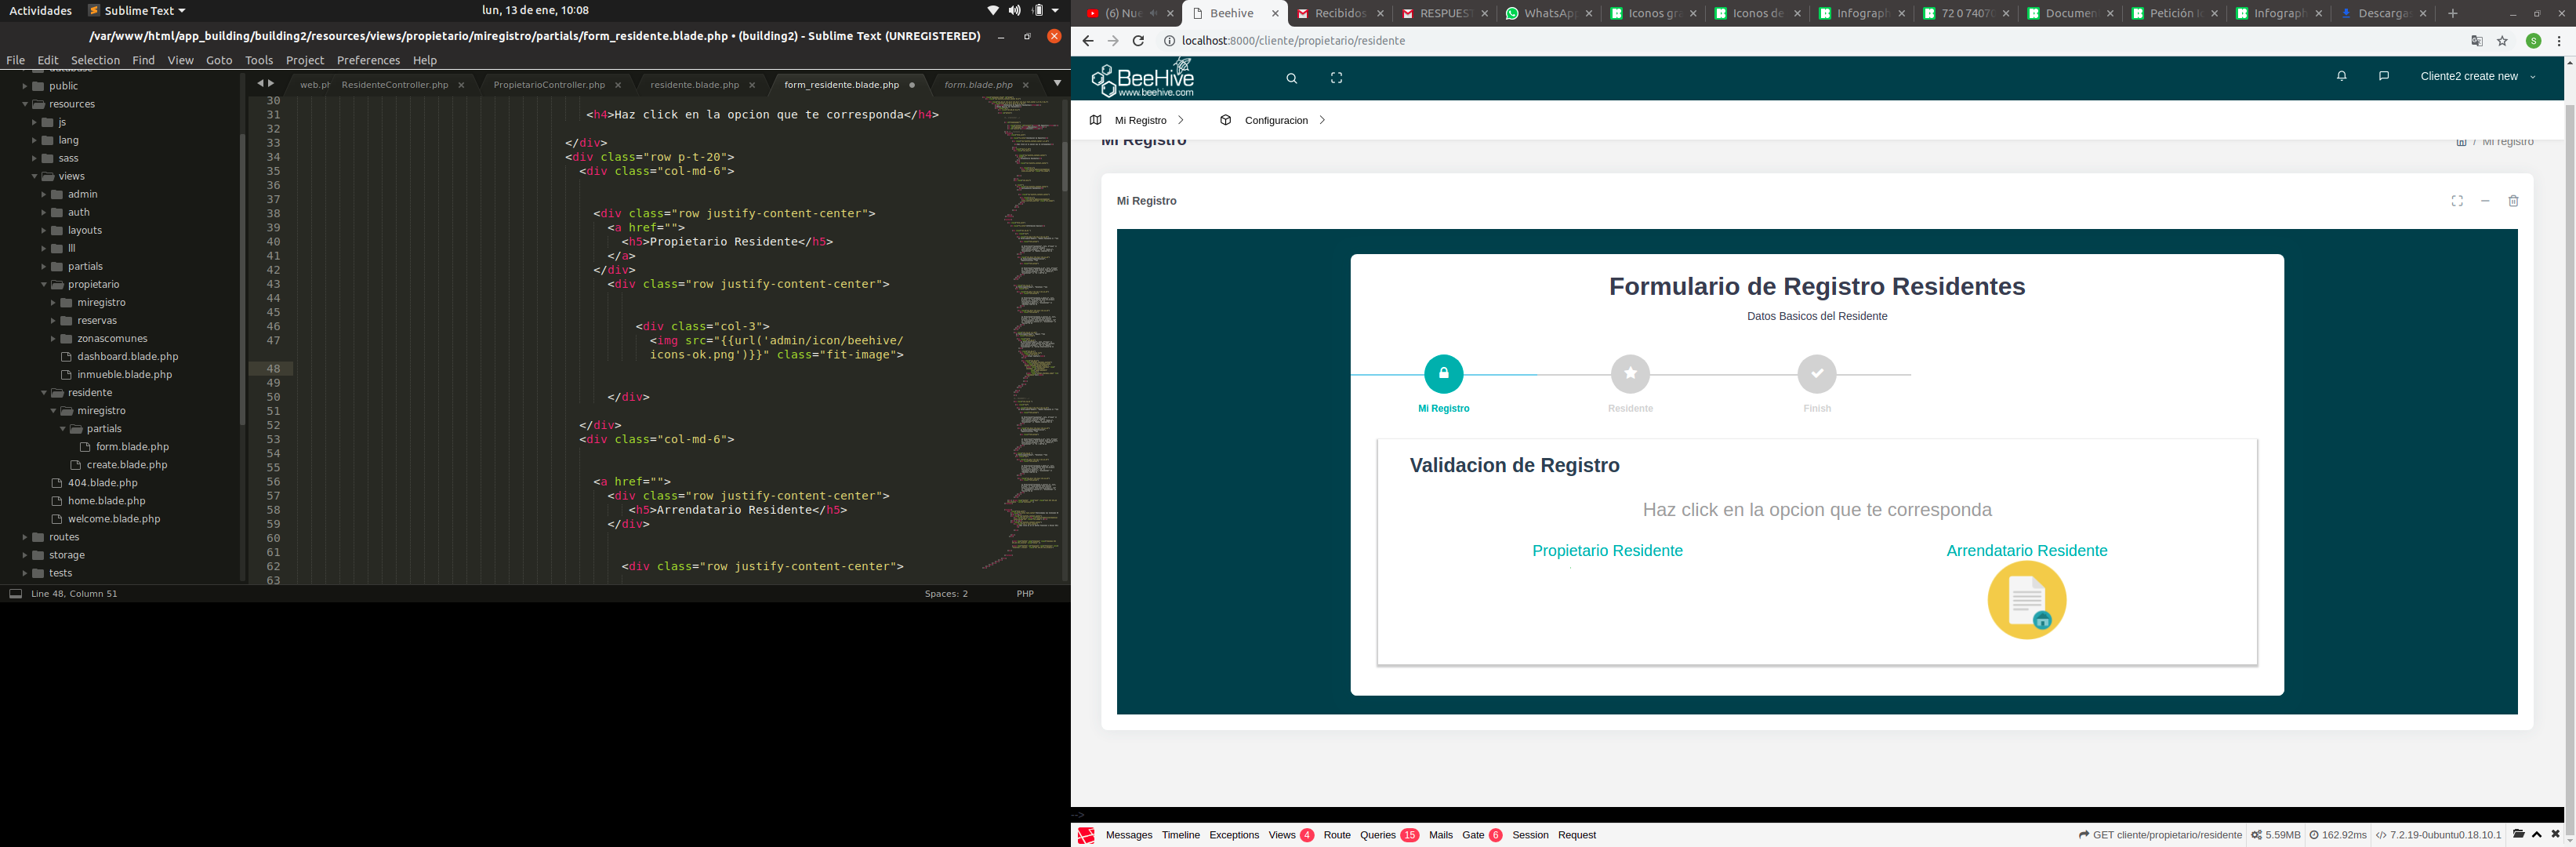 Actividades
Sublime Text
lun, 13 de ene, 10:08
/var/www/html/app_building/building2/resources/views/propietario/miregistro/partials/form_residente.blade.php • (building2) - Sublime Text (UNREGISTERED)
File Edit Selection Find View Goto Tools Project Preferences Help
public
resources
js
lang
sass
views
admin
auth
layouts
lll
partials
propietario
miregistro
reservas
zonascomunes
dashboard.blade.php
inmueble.blade.php
residente
miregistro
partials
form.blade.php
create.blade.php
404.blade.php
home.blade.php
welcome.blade.php
routes
storage
tests
web.ph ResidenteController.php PropietarioController.php residente.blade.php form_residente.blade.php form.blade.php
30
31 <h4>Haz click en la opcion que te corresponda</h4>
32
33 </div>
34 <div class="row p-t-20">
35 <div class="col-md-6">
36
37
38 <div class="row justify-content-center">
39 <a href="">
40 <h5>Propietario Residente</h5>
41 </a>
42 </div>
43 <div class="row justify-content-center">
44
45
46 <div class="col-3">
47 <img src="{{url('admin/icon/beehive/
icons-ok.png')}}" class="fit-image">
48
49
50 </div>
51
52 </div>
53 <div class="col-md-6">
54
55
56 <a href="">
57 <div class="row justify-content-center">
58 <h5>Arrendatario Residente</h5>
59 </div>
60
61
62 <div class="row justify-content-center">
63
Line 48, Column 51
Spaces: 2
PHP
(6) Nue
Beehive
Recibidos
RESPUEST
WhatsApp
Iconos gra
Iconos de
Infograph
72 0 7407
Document
Petición I
Infograph
Descargas
localhost:8000/cliente/propietario/residente
BeeHive
www.beehive.com
Cliente2 create new
Mi Registro
Configuracion
Mi Registro
/ Mi registro
Mi Registro
Formulario de Registro Residentes
Datos Basicos del Residente
Mi Registro
Residente
Finish
Validacion de Registro
Haz click en la opcion que te corresponda
Propietario Residente
Arrendatario Residente
-->
Messages Timeline Exceptions Views 4 Route Queries 15 Mails Gate 6 Session Request
GET cliente/propietario/residente
5.59MB
162.92ms
7.2.19-0ubuntu0.18.10.1